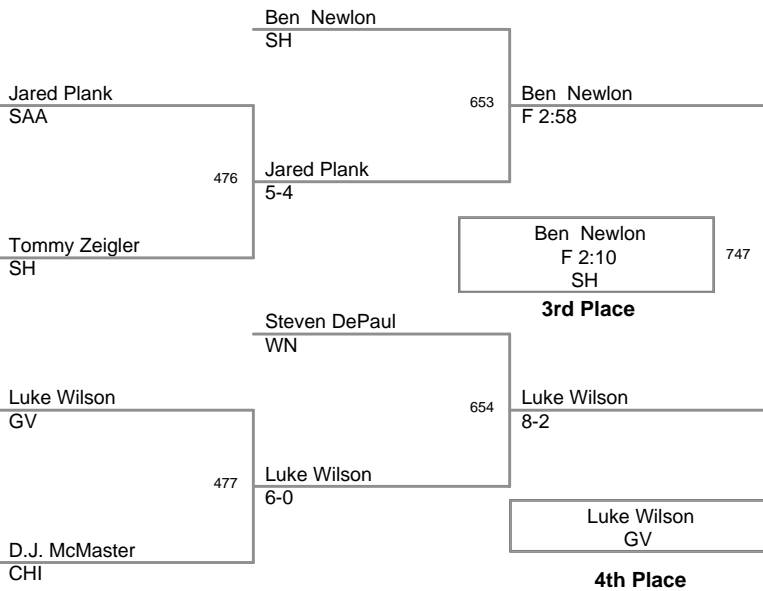 Ben  Newlon
SH
Jared Plank
SAA
653
Ben  Newlon
F 2:58
476
Jared Plank
5-4
Tommy Zeigler
SH
Ben  Newlon
F 2:10
SH
747
3rd Place
Steven DePaul
WN
Luke Wilson
GV
654
Luke Wilson
8-2
477
Luke Wilson
6-0
Luke Wilson
GV
D.J. McMaster
CHI
4th Place